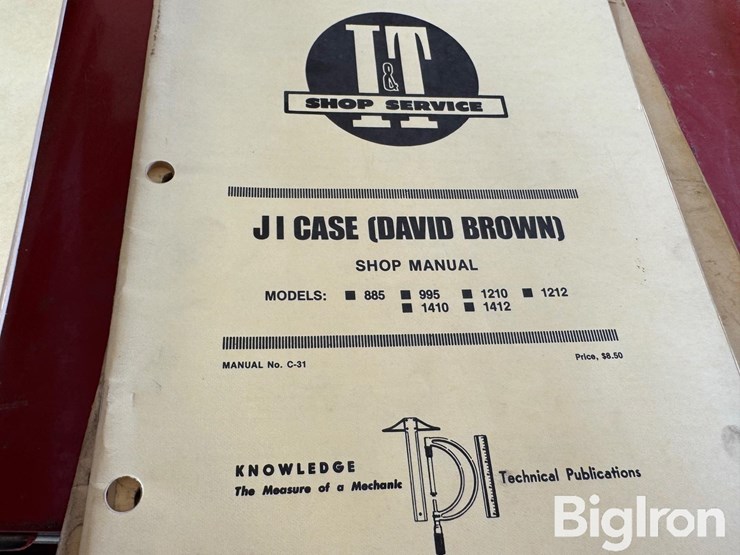 I&T
SHOP SERVICE
J I CASE (DAVID BROWN)
SHOP MANUAL
MODELS: ■ 885 ■ 995 ■ 1210 ■ 1212
■ 1410 ■ 1412
MANUAL No. C-31 Price, $8.50
KNOWLEDGE
The Measure of a Mechanic
TPI
Technical Publications
BigIron